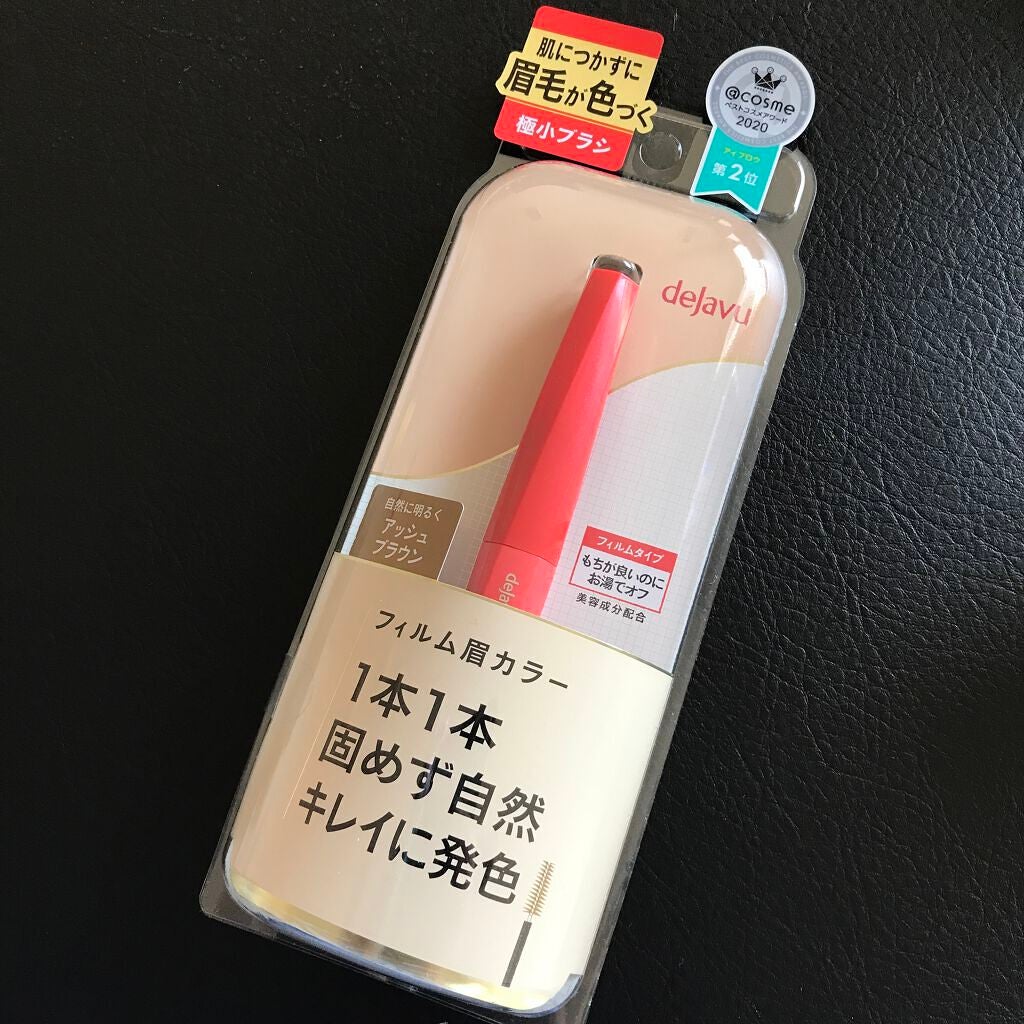 肌につかずに
眉毛が色づく
極小ブラシ
@cosme
ベストコスメアワード
2020
アイブロウ
第2位
dejavu
自然に明るく
アッシュ
ブラウン
フィルムタイプ
もちが良いのに
お湯でオフ
美容成分配合
フィルム眉カラー
1本1本
固めず自然
キレイに発色